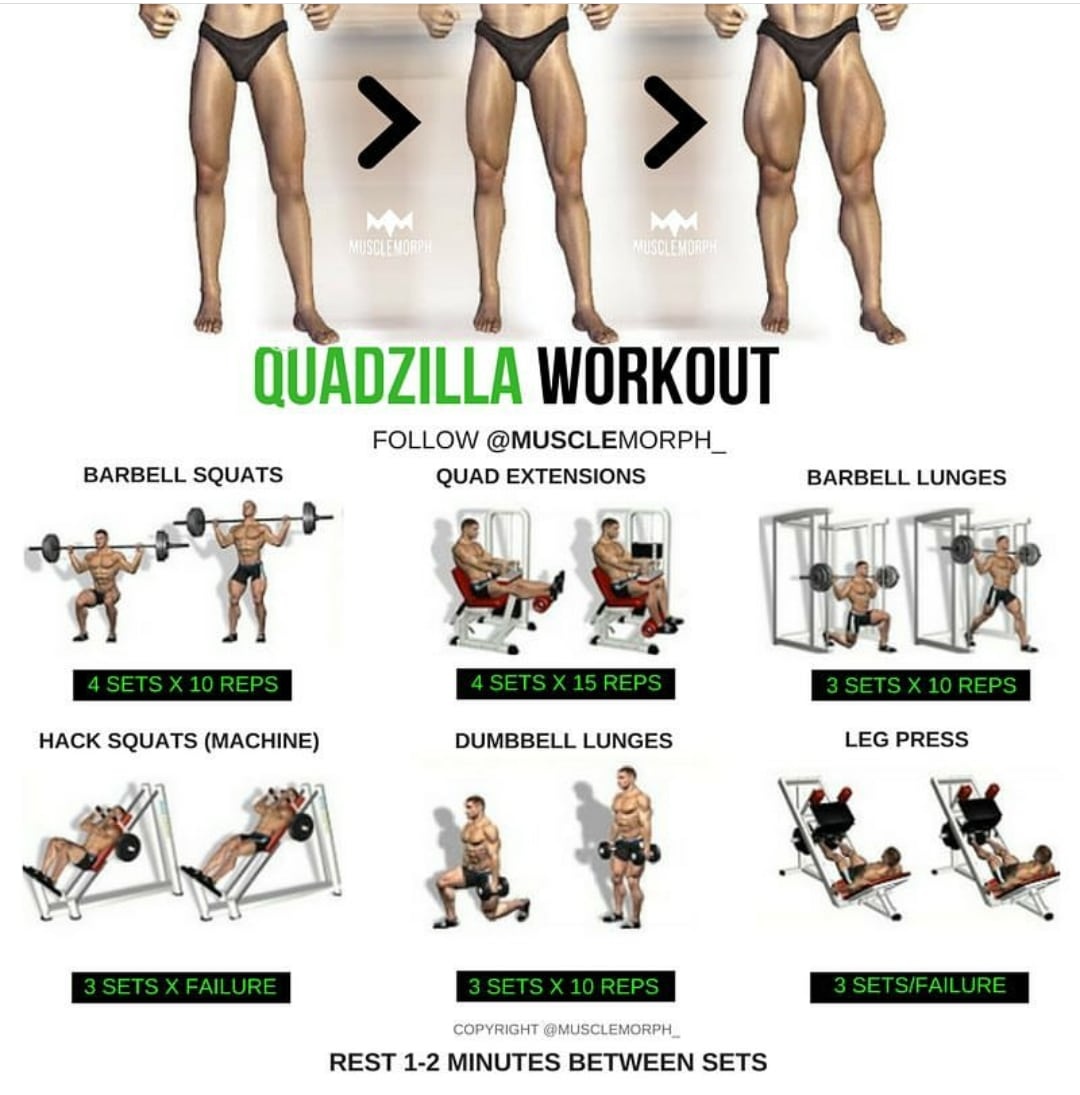 MUSCLEMORPH
MUSCLEMORPH
QUADZILLA WORKOUT
FOLLOW @MUSCLEMORPH_
BARBELL SQUATS
QUAD EXTENSIONS
BARBELL LUNGES
4 SETS X 10 REPS
4 SETS X 15 REPS
3 SETS X 10 REPS
HACK SQUATS (MACHINE)
DUMBBELL LUNGES
LEG PRESS
3 SETS X FAILURE
3 SETS X 10 REPS
3 SETS/FAILURE
COPYRIGHT @MUSCLEMORPH_
REST 1-2 MINUTES BETWEEN SETS